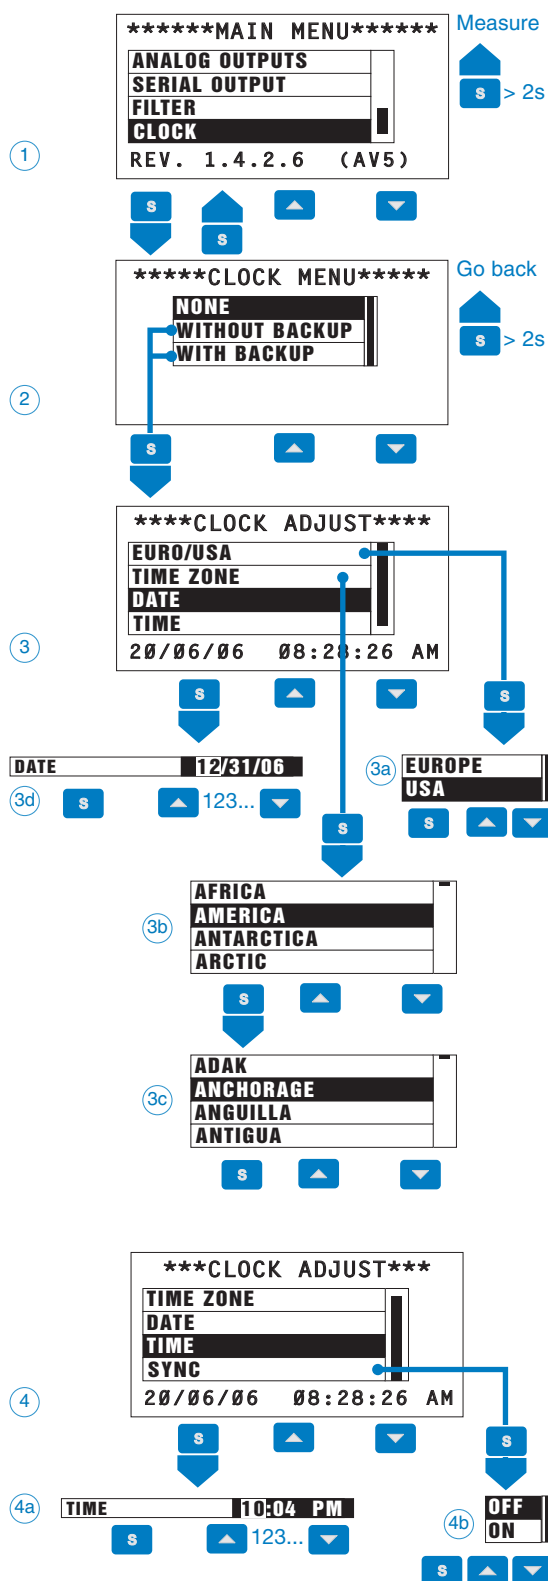 ******MAIN MENU******
Measure
ANALOG OUTPUTS
SERIAL OUTPUT
FILTER
CLOCK
S > 2s
1
REV. 1.4.2.6 (AV5)
S
S
*****CLOCK MENU*****
Go back
NONE
WITHOUT BACKUP
WITH BACKUP
S > 2s
2
S
****CLOCK ADJUST****
EURO/USA
TIME ZONE
DATE
TIME
3
20/06/06 08:28:26 AM
S
S
DATE 12/31/06
3a
EUROPE
USA
3d
S
123...
S
S
3b
AFRICA
AMERICA
ANTARCTICA
ARCTIC
S
3c
ADAK
ANCHORAGE
ANGUILLA
ANTIGUA
S
***CLOCK ADJUST***
TIME ZONE
DATE
TIME
SYNC
4
20/06/06 08:28:26 AM
S
S
4a
TIME 10:04 PM
4b
OFF
ON
S
123...
S